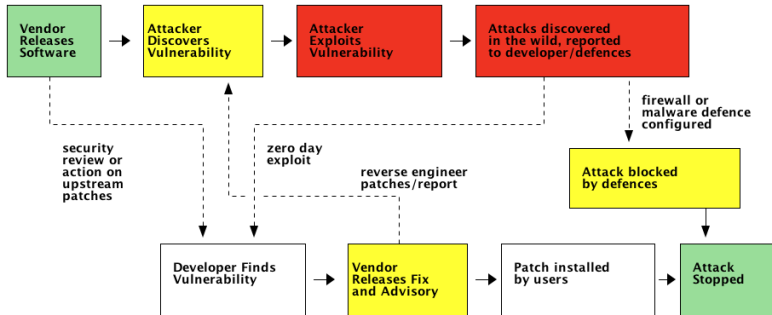 Vendor
Releases
Software
Attacker
Discovers
Vulnerability
Attacker
Exploits
Vulnerability
Attacks discovered
in the wild, reported
to developer/defences
firewall or
malware defence
configured
security
review or
action on
upstream
patches
zero day
exploit
reverse engineer
patches/report
Attack blocked
by defences
Developer Finds
Vulnerability
Vendor
Releases Fix
and Advisory
Patch installed
by users
Attack
Stopped